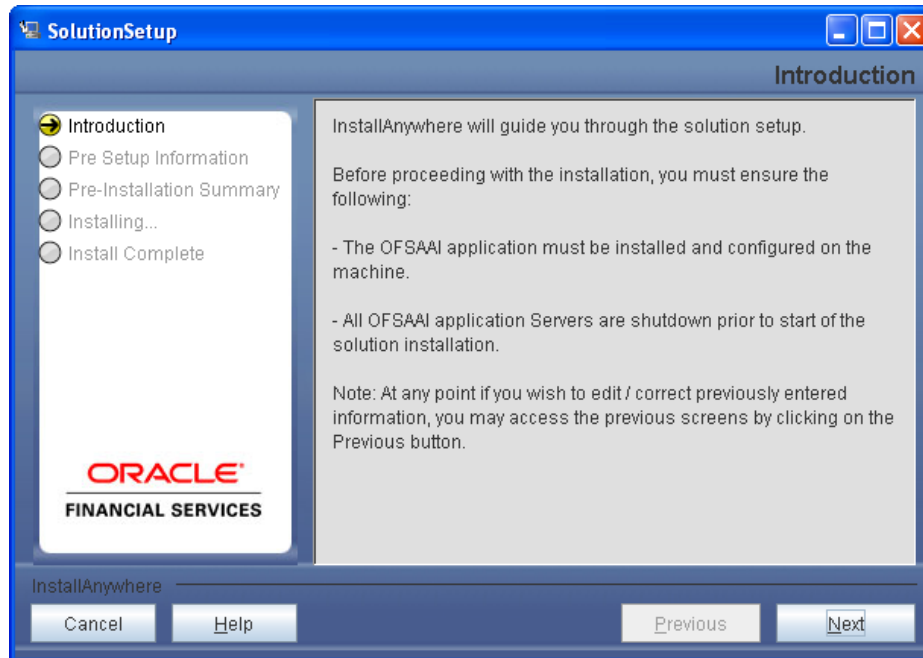 SolutionSetup
Introduction
Introduction
Pre Setup Information
Pre-Installation Summary
Installing...
Install Complete
ORACLE
FINANCIAL SERVICES
InstallAnywhere will guide you through the solution setup.
Before proceeding with the installation, you must ensure the
following:
- The OFSAAI application must be installed and configured on the
machine.
- All OFSAAI application Servers are shutdown prior to start of the
solution installation.
Note: At any point if you wish to edit / correct previously entered
information, you may access the previous screens by clicking on the
Previous button.
InstallAnywhere
Cancel
Help
Previous
Next